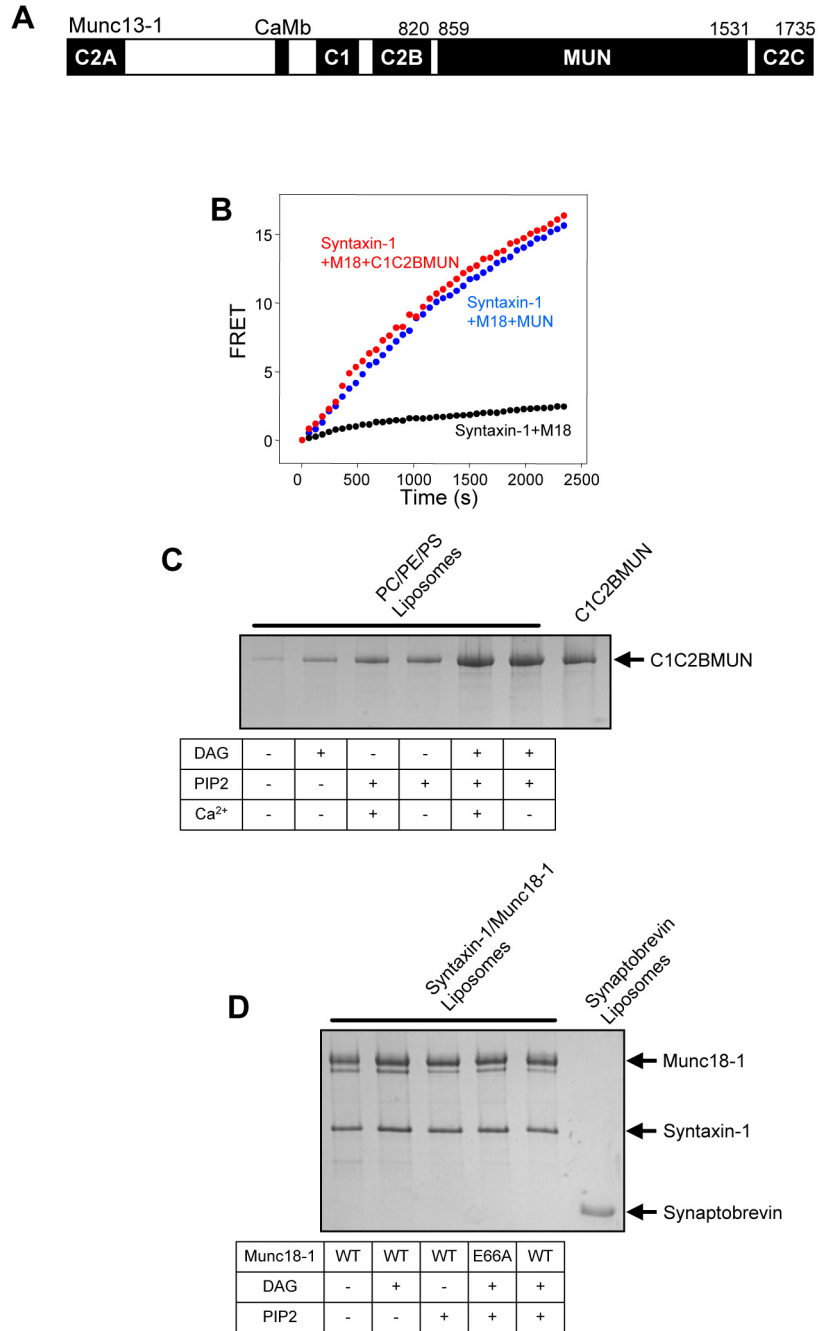 A
Munc13-1 CaMb 820 859 1531 1735
C2A C1 C2B MUN C2C
B
FRET
15
10
5
0
Syntaxin-1
+M18+C1C2BMUN
Syntaxin-1
+M18+MUN
Syntaxin-1+M18
0 500 1000 1500 2000 2500
Time (s)
C
PC/PE/PS
Liposomes
C1C2BMUN
C1C2BMUN
DAG - + - - + +
PIP2 - - + + + +
Ca2+ - - + - + -
D
Syntaxin-1/Munc18-1
Liposomes
Synaptobrevin
Liposomes
Munc18-1
Syntaxin-1
Synaptobrevin
Munc18-1 WT WT WT E66A WT
DAG - + - + +
PIP2 - - + + +